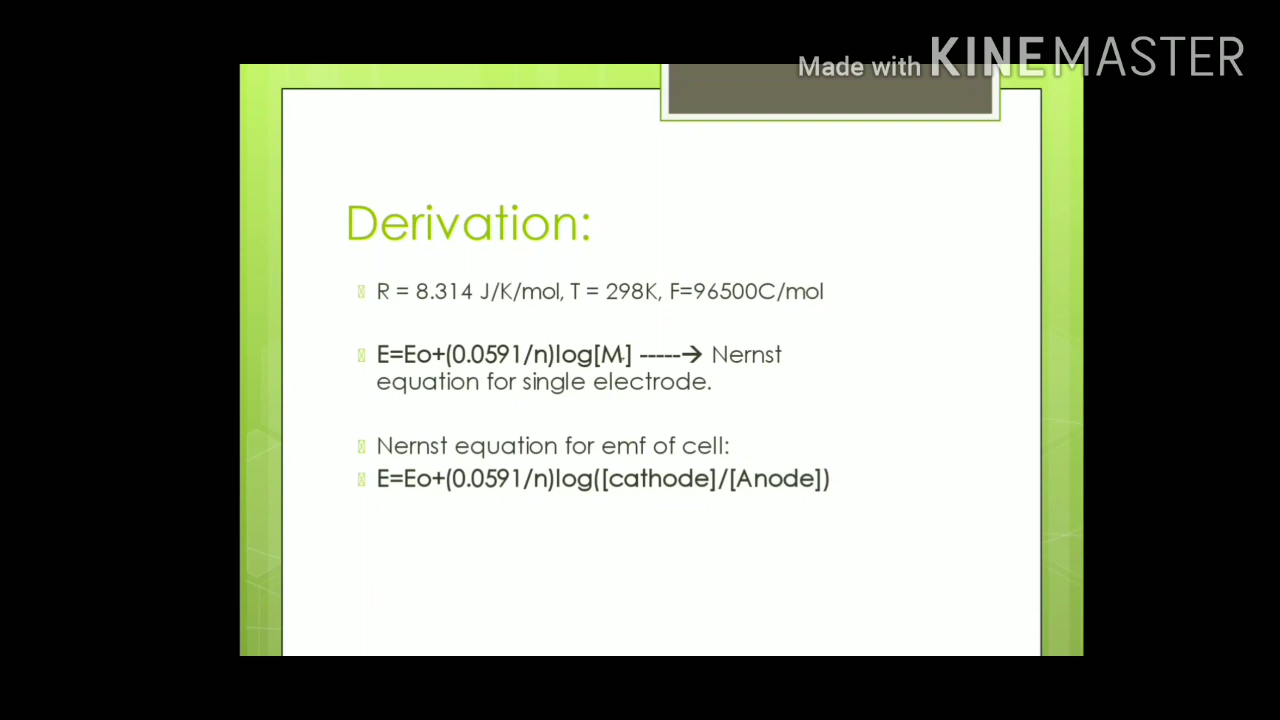 Made with KINEMASTER
Derivation:
R = 8.314 J/K/mol, T = 298K, F=96500C/mol
E=Eo+(0.0591/n)log[M.] -----→ Nernst
equation for single electrode.
Nernst equation for emf of cell:
E=Eo+(0.0591/n)log([cathode]/[Anode])